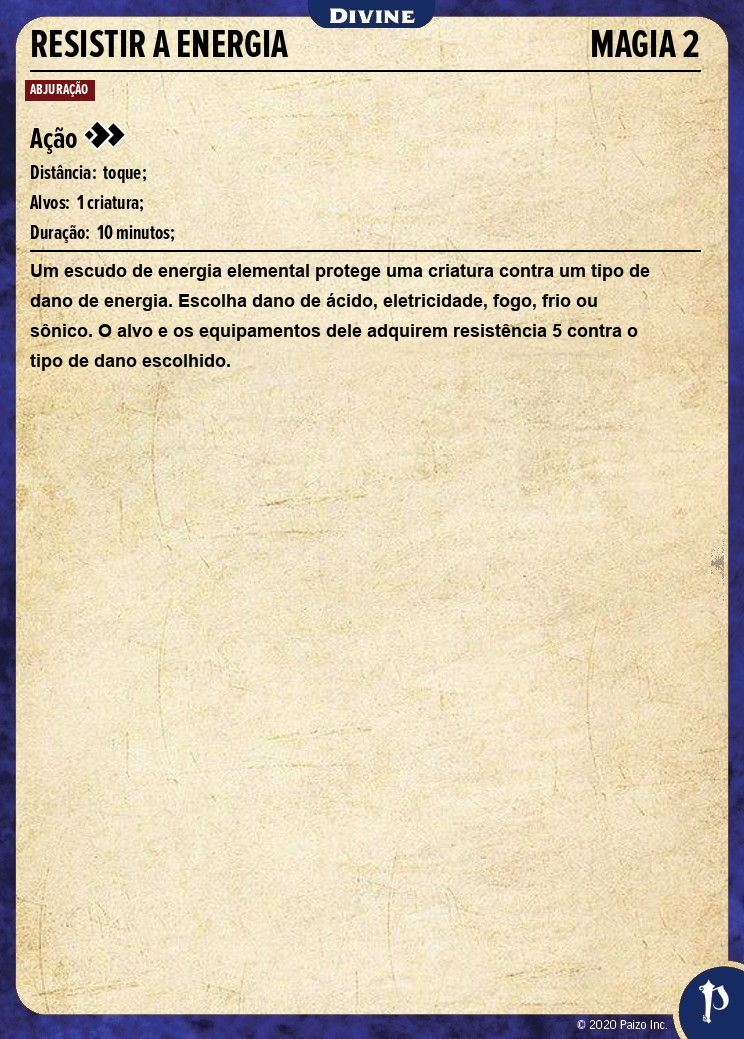 DIVINE
RESISTIR A ENERGIA MAGIA 2
ABJURAÇÃO
Ação
Distância: toque;
Alvos: 1 criatura;
Duração: 10 minutos;
Um escudo de energia elemental protege uma criatura contra um tipo de
dano de energia. Escolha dano de ácido, eletricidade, fogo, frio ou
sônico. O alvo e os equipamentos dele adquirem resistência 5 contra o
tipo de dano escolhido.
© 2020 Paizo Inc.